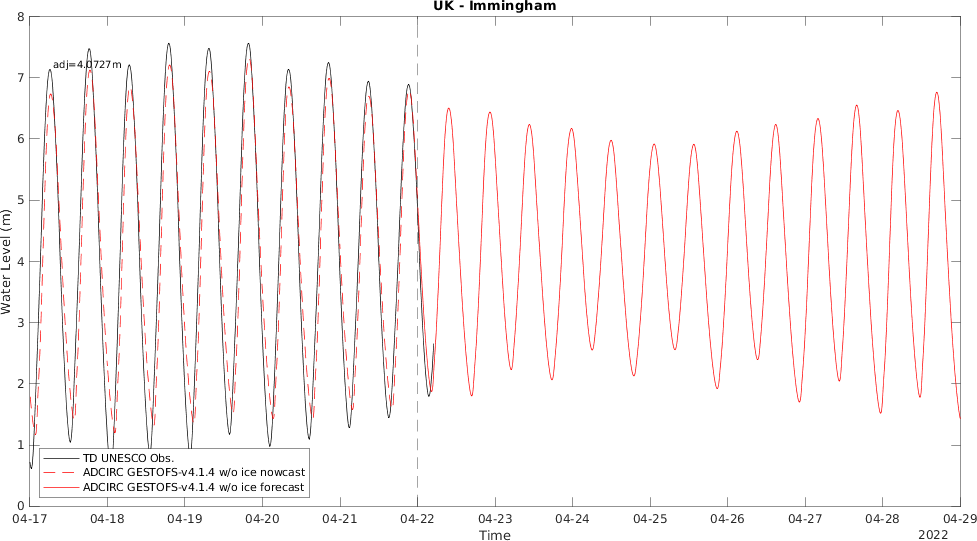 UK - Immingham
adj=4.0727m
8
7
6
5
4
3
2
1
0
Water Level (m)
TD UNESCO Obs.
ADCIRC GESTOFS-v4.1.4 w/o ice nowcast
ADCIRC GESTOFS-v4.1.4 w/o ice forecast
04-17 04-18 04-19 04-20 04-21 04-22 04-23 04-24 04-25 04-26 04-27 04-28 04-29
Time
2022